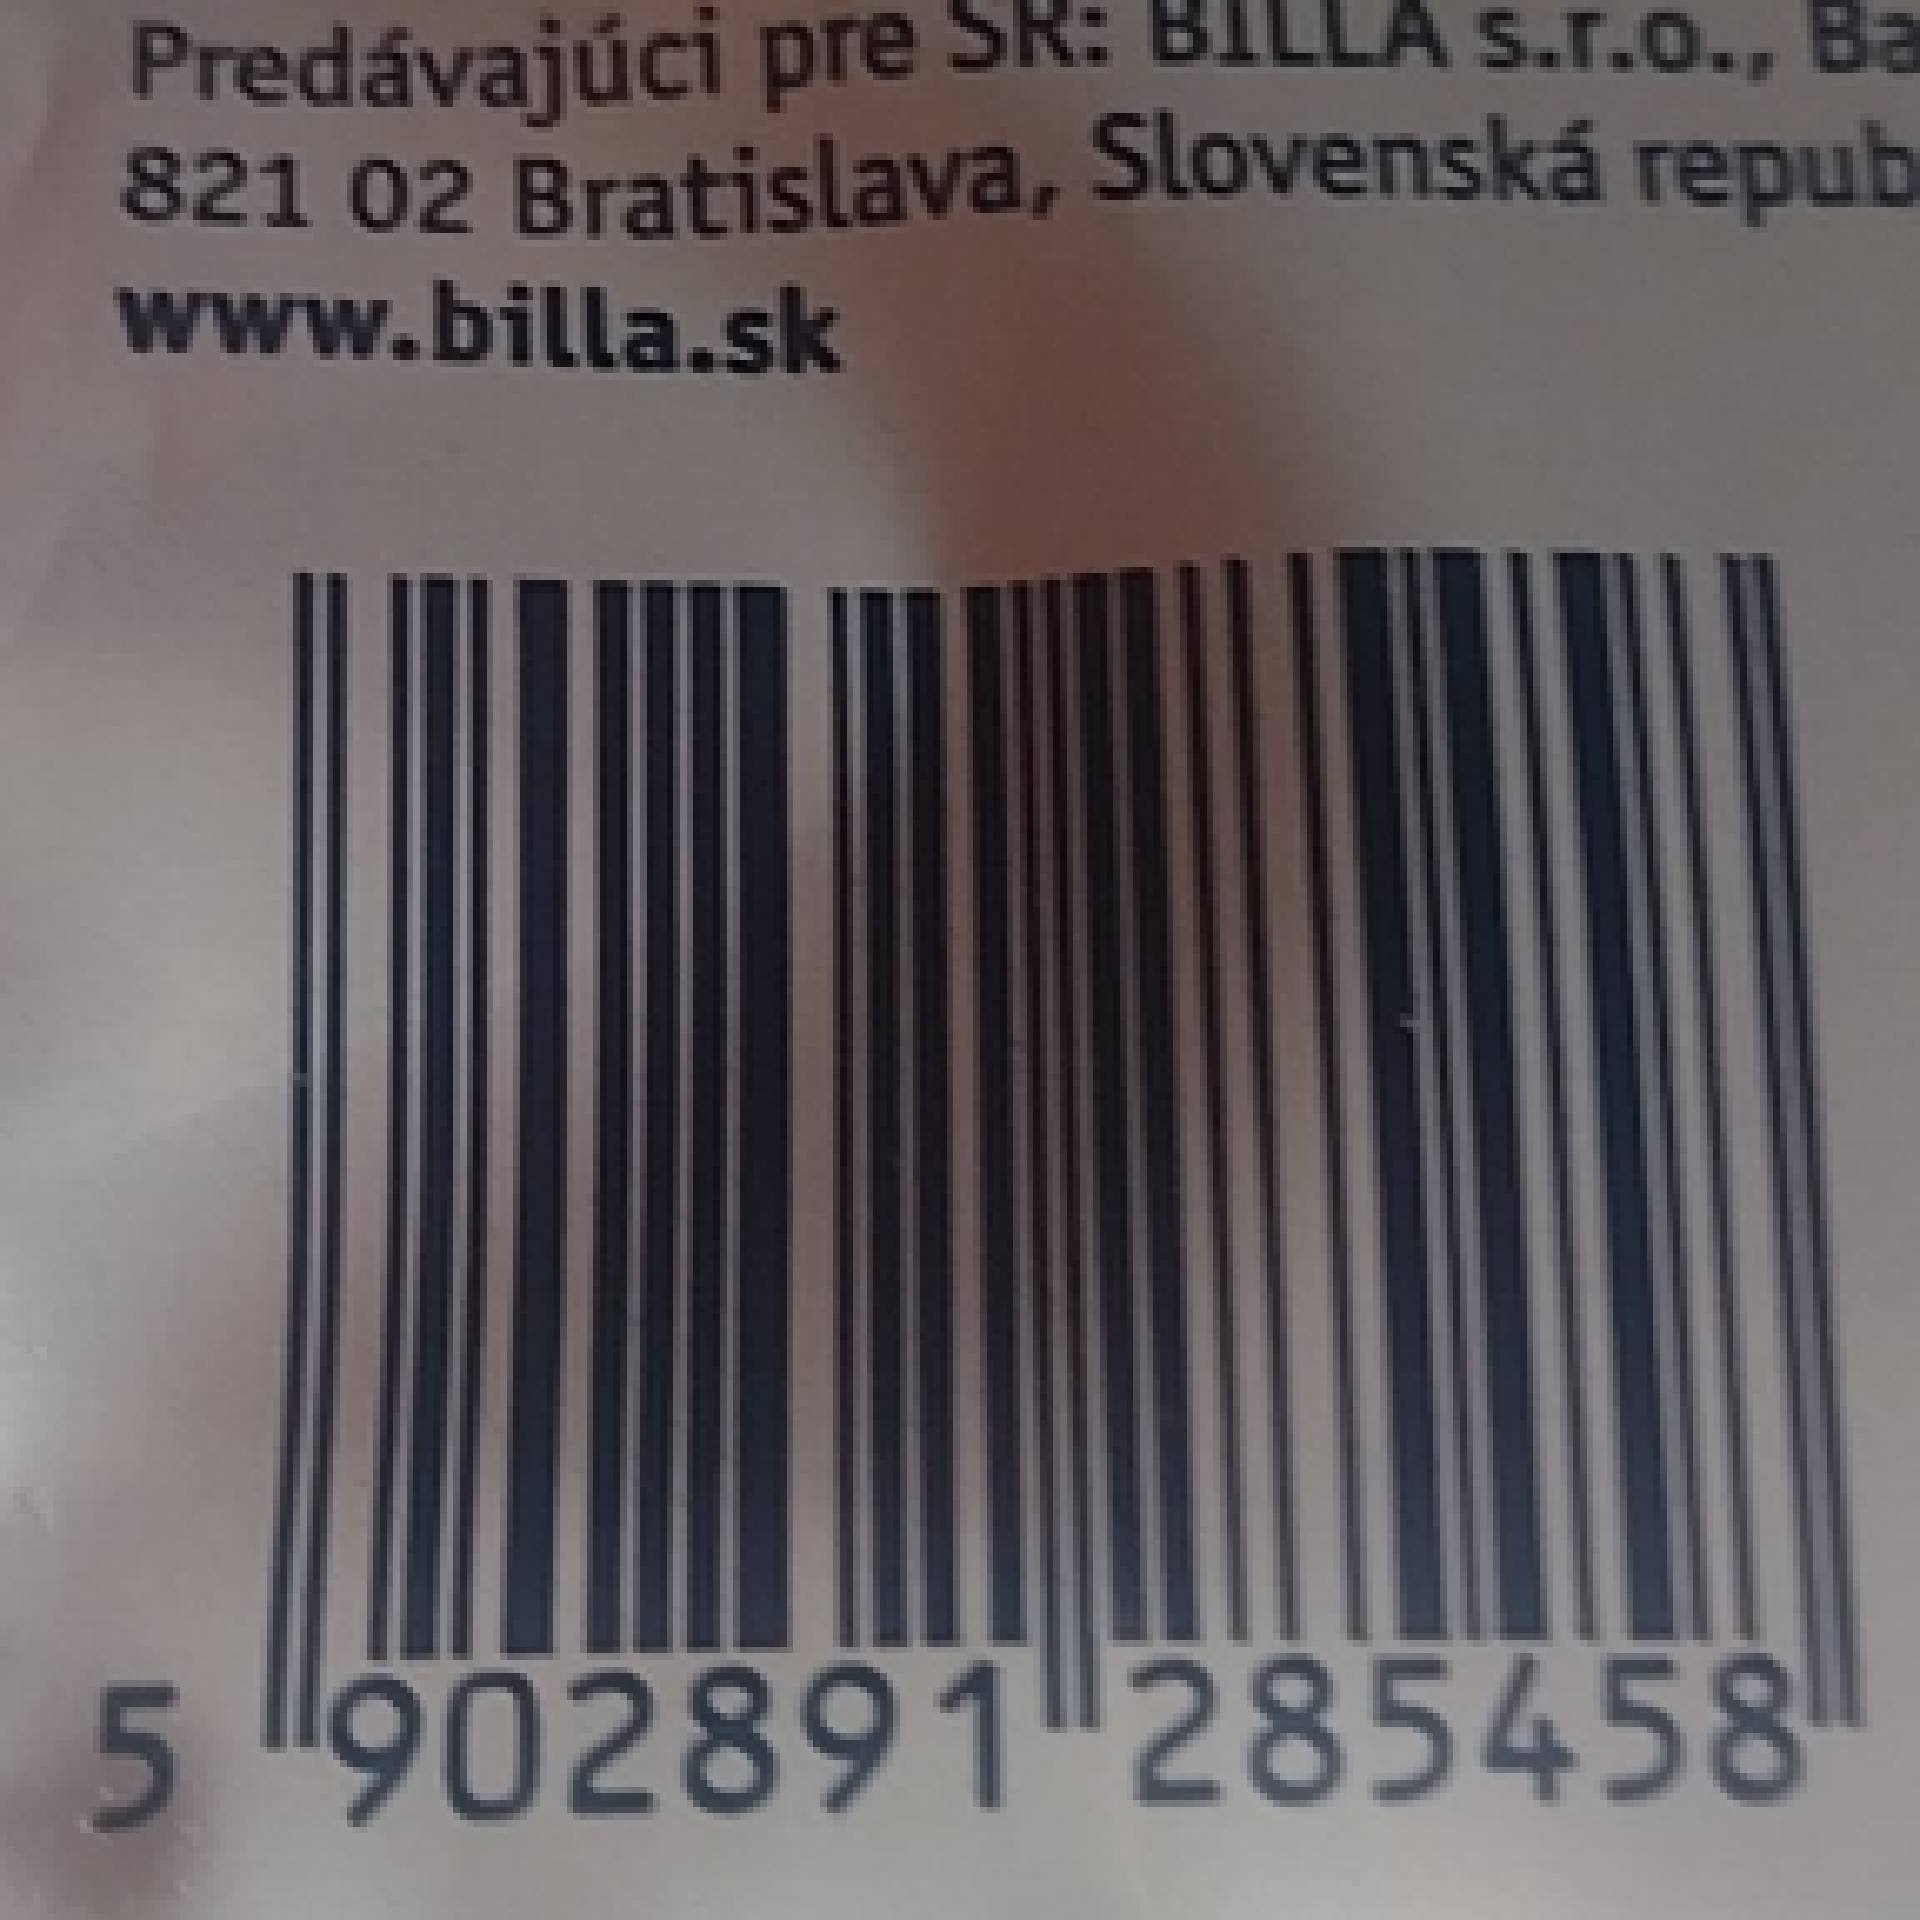 Predávajúci pre SR: BILLA s.r.o., Ba
821 02 Bratislava, Slovenská repub
www.billa.sk
5 902891 285458